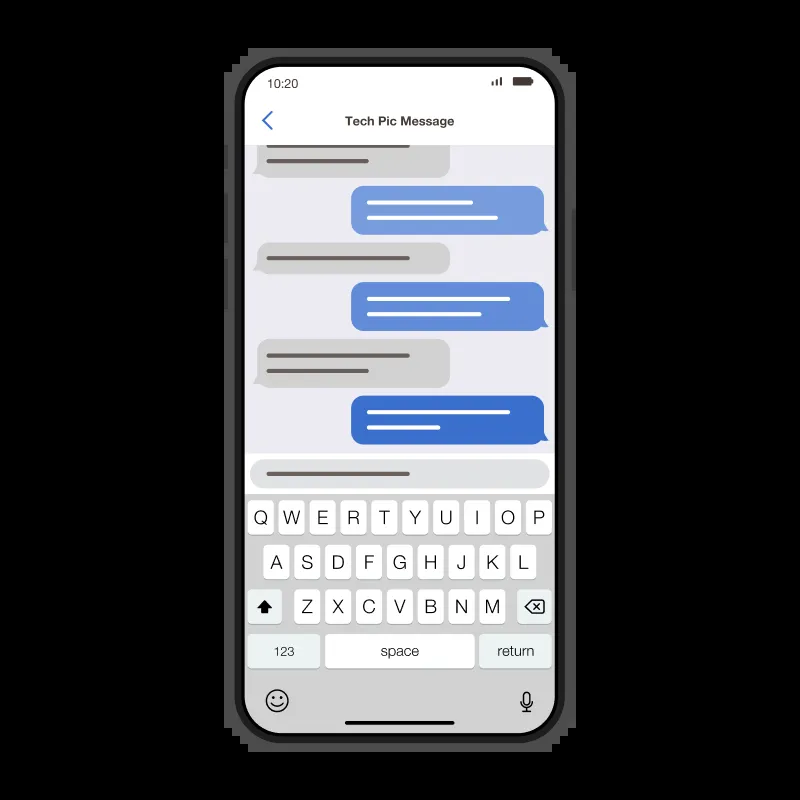 10:20
Tech Pic Message
Q W E R T Y U I O P
A S D F G H J K L
Z X C V B N M
123 space return